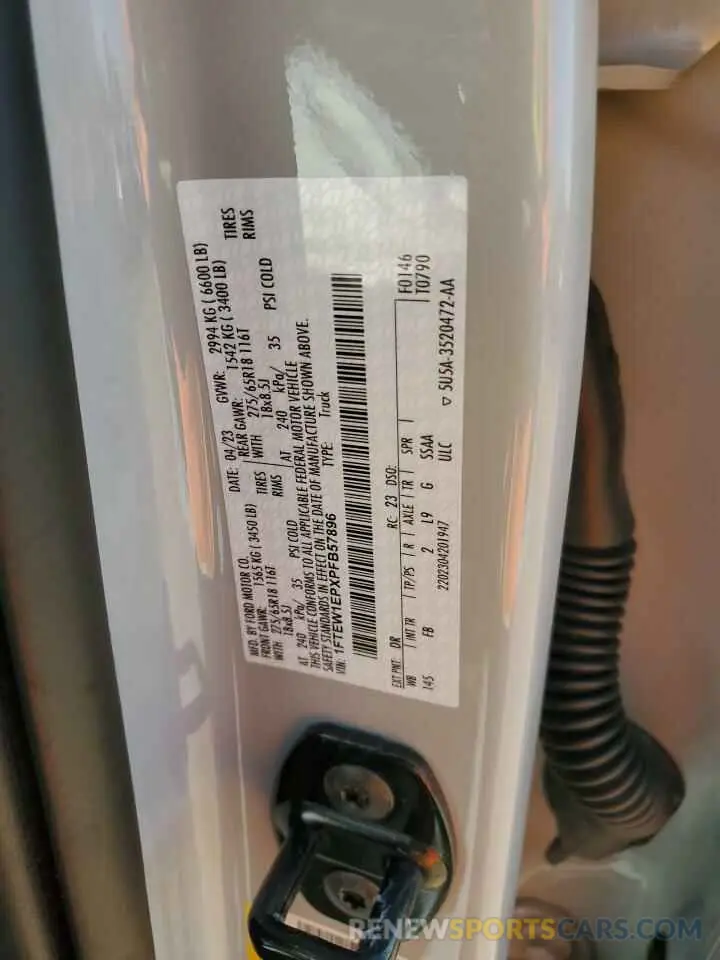 MFD. BY FORD MOTOR CO.
DATE: 04/23
GVWR: 2994 KG ( 6600 LB)
FRONT GAWR: 1565 KG ( 3450 LB)
REAR GAWR: 1542 KG ( 3400 LB)
WITH 275/65R18 116T
TIRES
WITH 275/65R18 116T
TIRES
18x8.5J
RIMS
18x8.5J
RIMS
AT 240 kPa/ 35 PSI COLD
AT 240 kPa/ 35 PSI COLD
THIS VEHICLE CONFORMS TO ALL APPLICABLE FEDERAL MOTOR VEHICLE
SAFETY STANDARDS IN EFFECT ON THE DATE OF MANUFACTURE SHOWN ABOVE.
VIN: 1FTEW1EPXPFB57896
TYPE: Truck
F0146
T0790
EXT PNT: DR
RC: 23 DSO:
WB | INT TR | TP/PS | R | AXLE | TR | SPR |
145 FB 2 L9 G SSAA
2202304201947
ULC
▽ 5U5A-3520472-AA
RENEWSPORTSCARS.COM